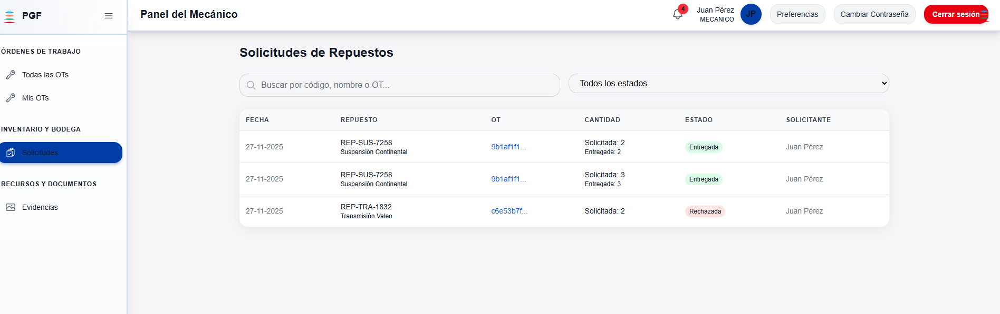 PGF
Panel del Mecánico
4
Juan Pérez
MECANICO
JP
Preferencias
Cambiar Contraseña
Cerrar sesión
ÓRDENES DE TRABAJO
Todas las OTs
Mis OTs
INVENTARIO Y BODEGA
Solicitudes
RECURSOS Y DOCUMENTOS
Evidencias
Solicitudes de Repuestos
Buscar por código, nombre o OT...
Todos los estados
FECHA REPUESTO OT CANTIDAD ESTADO SOLICITANTE
27-11-2025 REP-SUS-7258 9b1af1f1... Solicitada: 2 Entregada Juan Pérez
Suspensión Continental Entregada: 2
27-11-2025 REP-SUS-7258 9b1af1f1... Solicitada: 3 Entregada Juan Pérez
Suspensión Continental Entregada: 3
27-11-2025 REP-TRA-1832 c6e53b7f... Solicitada: 2 Rechazada Juan Pérez
Transmisión Valeo